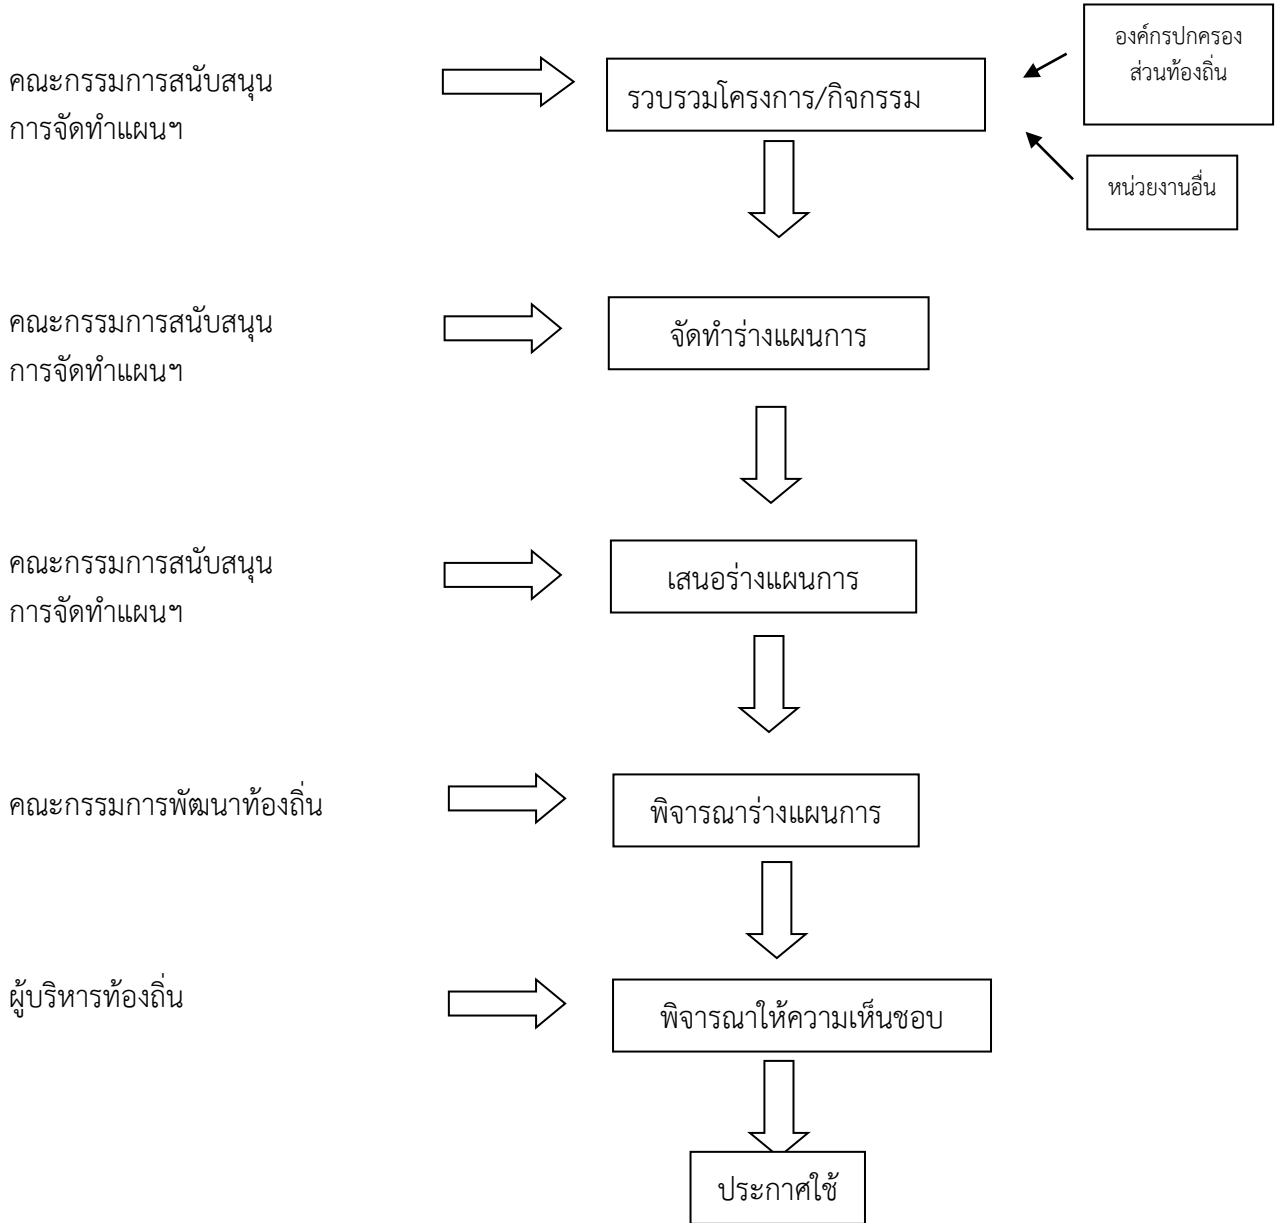 องค์กรปกครอง
ส่วนท้องถิ่น
คณะกรรมการสนับสนุน
การจัดทำแผนฯ
รวบรวมโครงการ/กิจกรรม
หน่วยงานอื่น
คณะกรรมการสนับสนุน
การจัดทำแผนฯ
จัดทำร่างแผนการ
คณะกรรมการสนับสนุน
การจัดทำแผนฯ
เสนอร่างแผนการ
คณะกรรมการพัฒนาท้องถิ่น
พิจารณาร่างแผนการ
ผู้บริหารท้องถิ่น
พิจารณาให้ความเห็นชอบ
ประกาศใช้